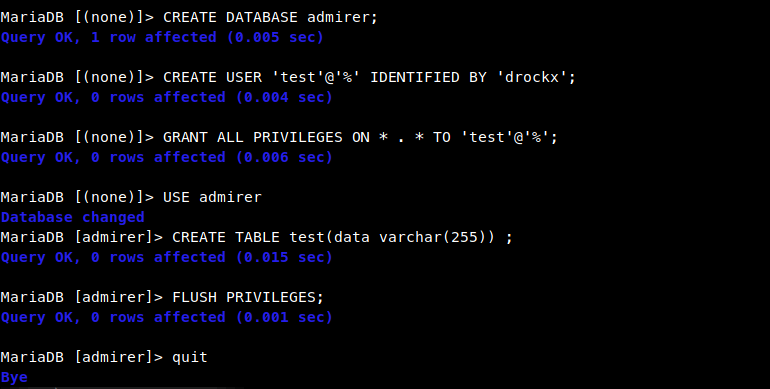 MariaDB [(none)]> CREATE DATABASE admirer;
Query OK, 1 row affected (0.005 sec)
MariaDB [(none)]> CREATE USER 'test'@'%' IDENTIFIED BY 'drockx';
Query OK, 0 rows affected (0.004 sec)
MariaDB [(none)]> GRANT ALL PRIVILEGES ON * . * TO 'test'@'%';
Query OK, 0 rows affected (0.006 sec)
MariaDB [(none)]> USE admirer
Database changed
MariaDB [admirer]> CREATE TABLE test(data varchar(255)) ;
Query OK, 0 rows affected (0.015 sec)
MariaDB [admirer]> FLUSH PRIVILEGES;
Query OK, 0 rows affected (0.001 sec)
MariaDB [admirer]> quit
Bye